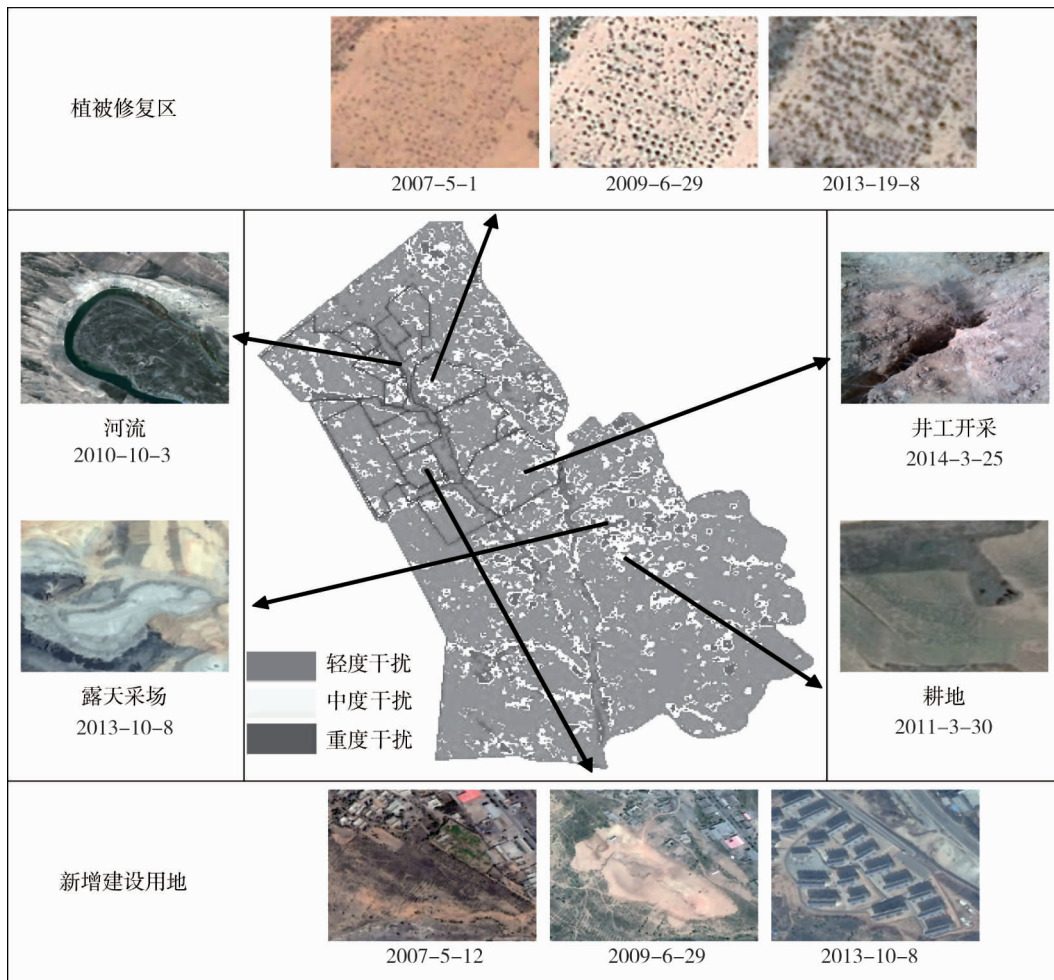 植被修复区
2007-5-1
2009-6-29
2013-19-8
河流
2010-10-3
井工开采
2014-3-25
露天采场
2013-10-8
轻度干扰
中度干扰
重度干扰
耕地
2011-3-30
新增建设用地
2007-5-12
2009-6-29
2013-10-8